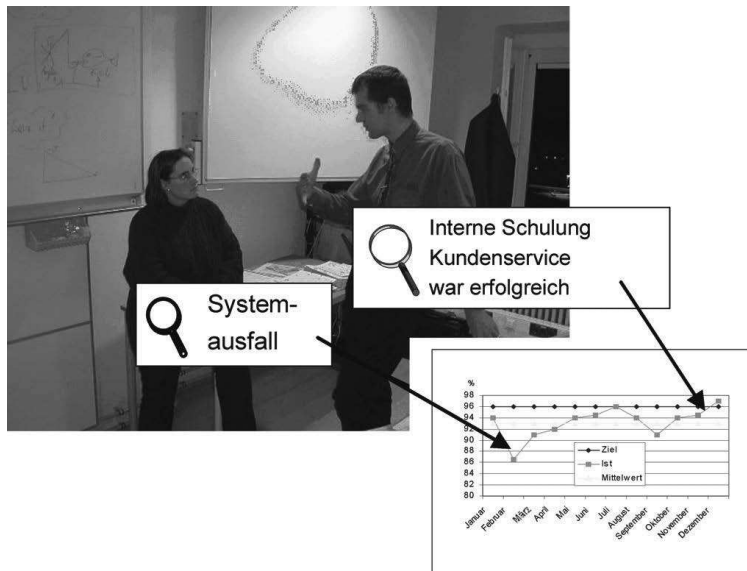 Interne Schulung
Kundenservice
war erfolgreich
System-
ausfall
%
98
96
94
92
90
88
86
84
82
80
Ziel
Ist
Mittelwert
Januar
Februar
März
April
Mai
Juni
Juli
August
September
Oktober
November
Dezember